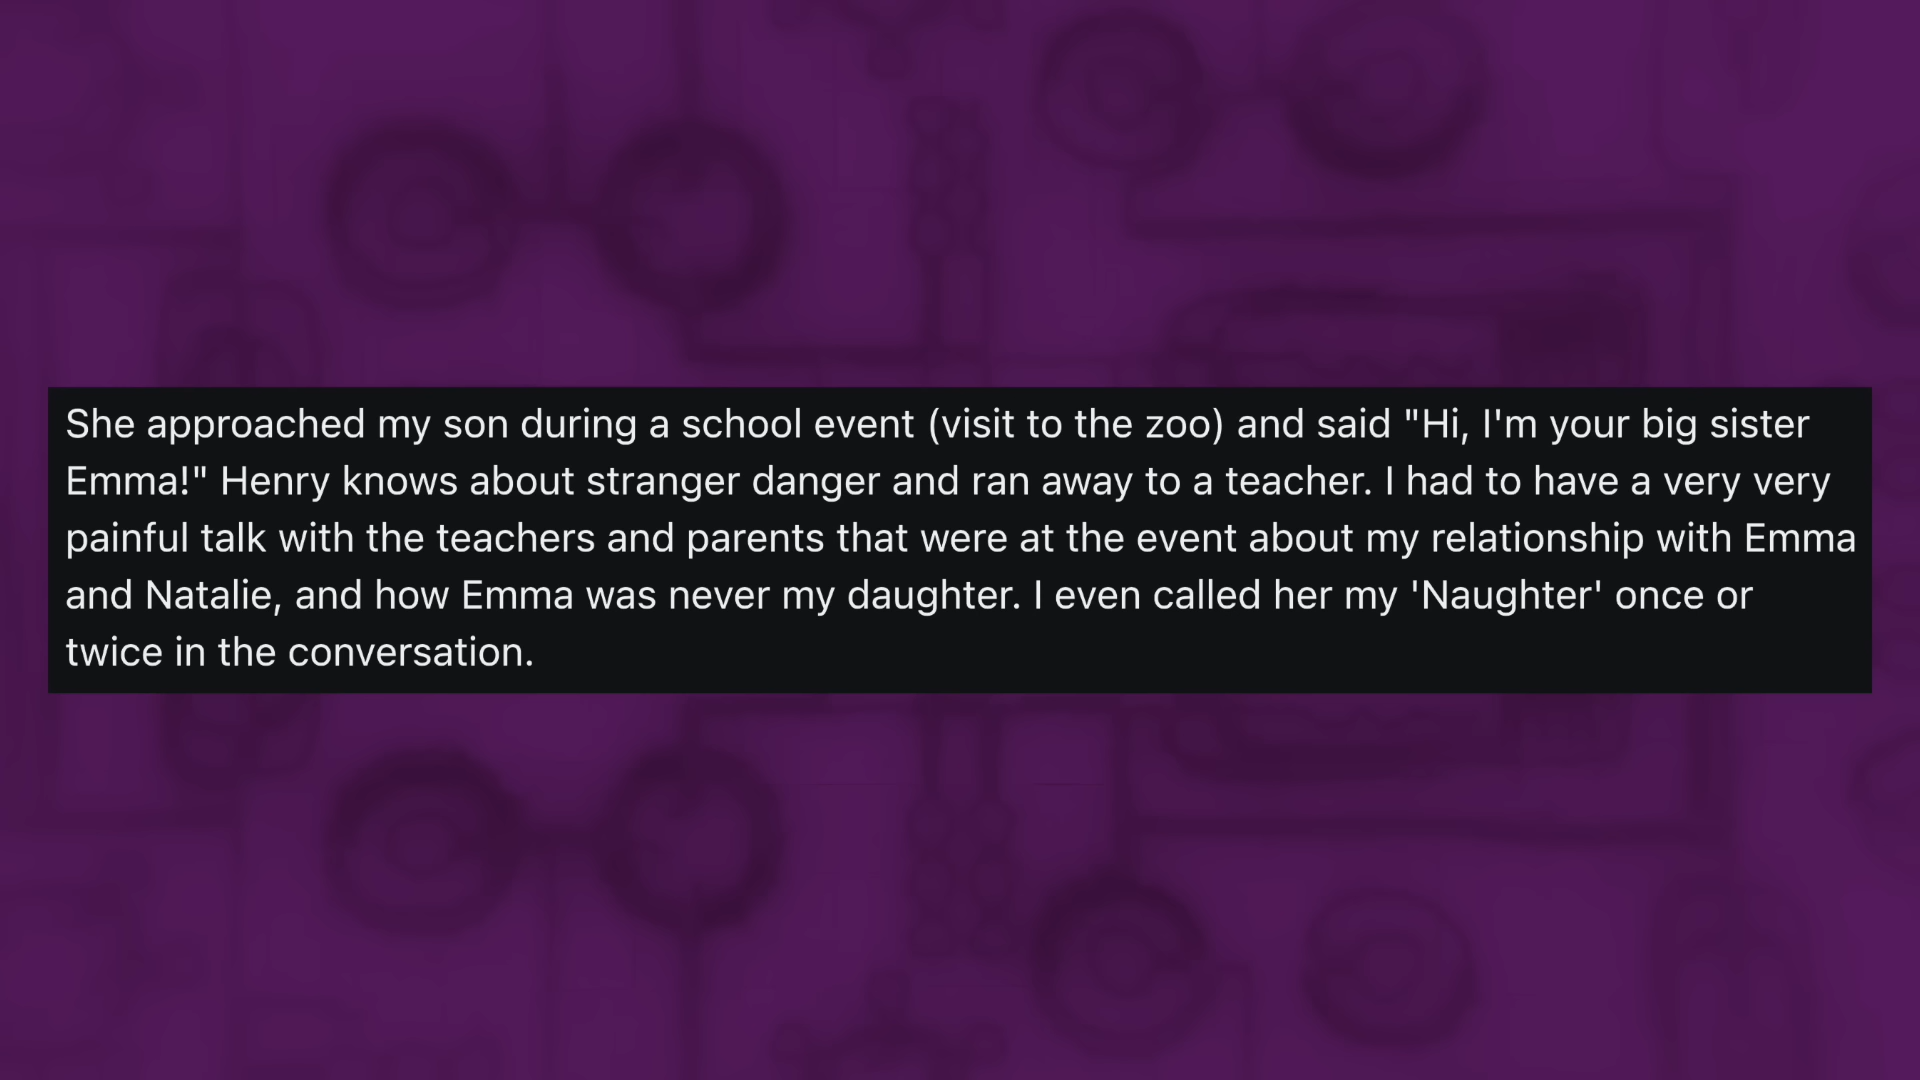 She approached my son during a school event (visit to the zoo) and said "Hi, I'm your big sister
Emma!" Henry knows about stranger danger and ran away to a teacher. I had to have a very very
painful talk with the teachers and parents that were at the event about my relationship with Emma
and Natalie, and how Emma was never my daughter. I even called her my 'Naughter' once or
twice in the conversation.